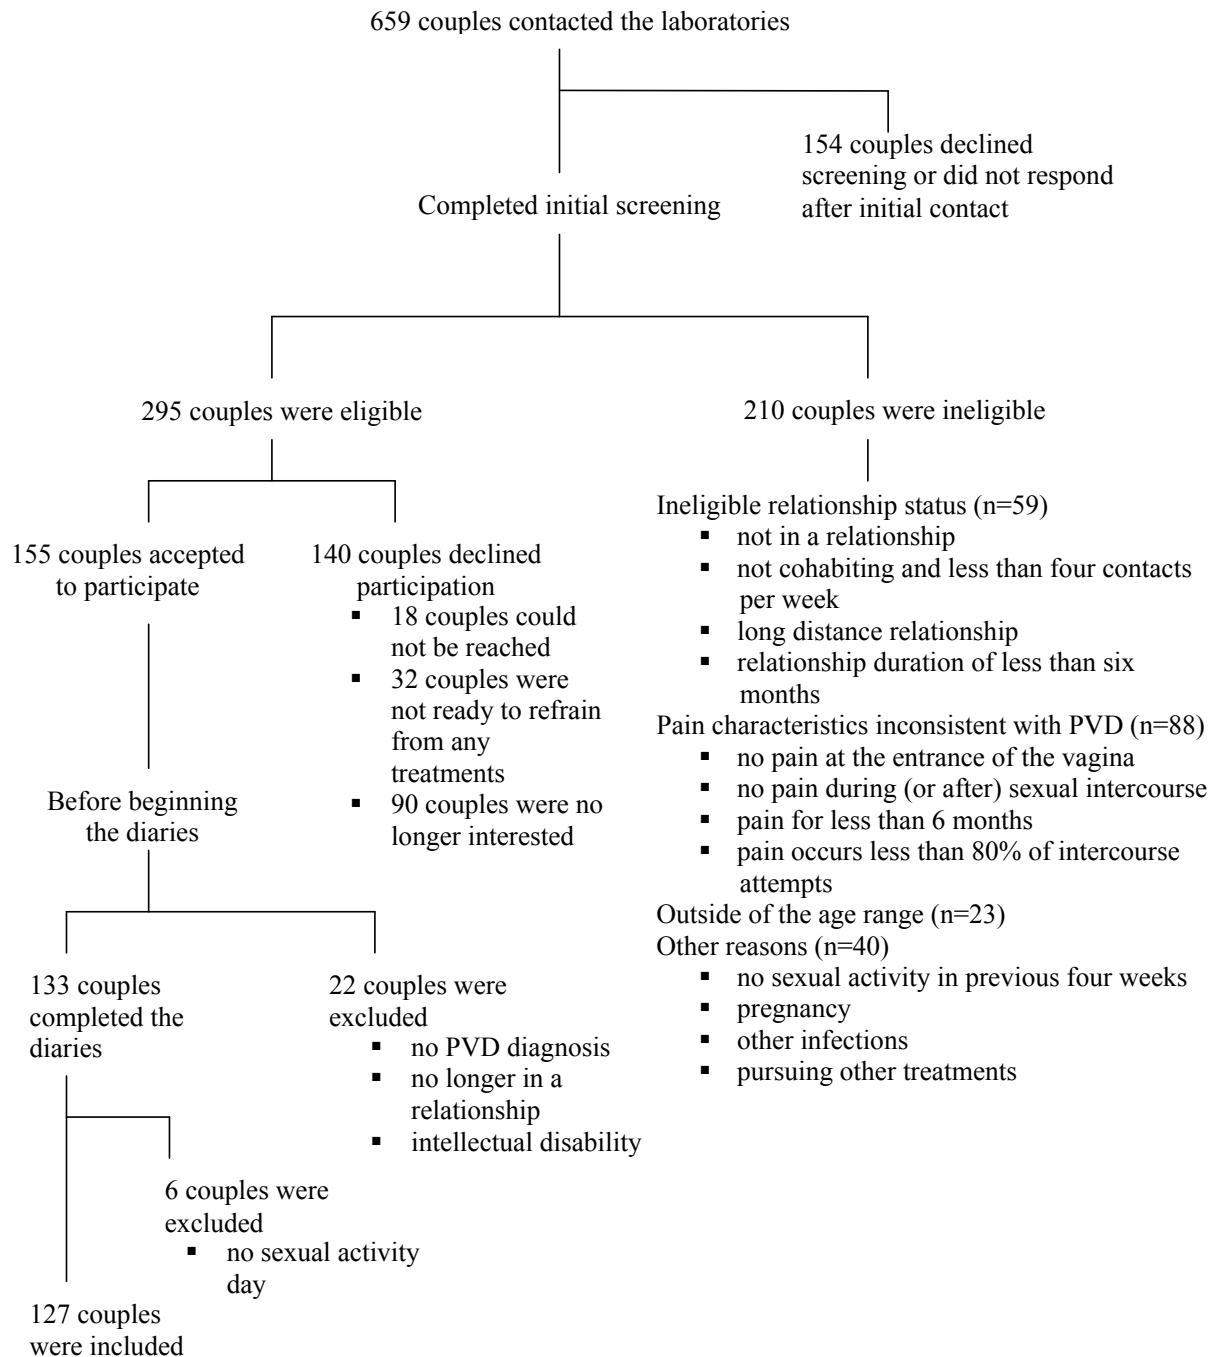 659 couples contacted the laboratories
154 couples declined
screening or did not respond
after initial contact
Completed initial screening
295 couples were eligible
210 couples were ineligible
155 couples accepted
to participate
140 couples declined
participation
▪ 18 couples could
not be reached
▪ 32 couples were
not ready to refrain
from any
treatments
▪ 90 couples were no
longer interested
Ineligible relationship status (n=59)
▪ not in a relationship
▪ not cohabiting and less than four contacts
per week
▪ long distance relationship
▪ relationship duration of less than six
months
Pain characteristics inconsistent with PVD (n=88)
▪ no pain at the entrance of the vagina
▪ no pain during (or after) sexual intercourse
▪ pain for less than 6 months
▪ pain occurs less than 80% of intercourse
attempts
Outside of the age range (n=23)
Other reasons (n=40)
▪ no sexual activity in previous four weeks
▪ pregnancy
▪ other infections
▪ pursuing other treatments
Before beginning
the diaries
133 couples
completed the
diaries
22 couples were
excluded
▪ no PVD diagnosis
▪ no longer in a
relationship
▪ intellectual disability
6 couples were
excluded
▪ no sexual activity
day
127 couples
were included